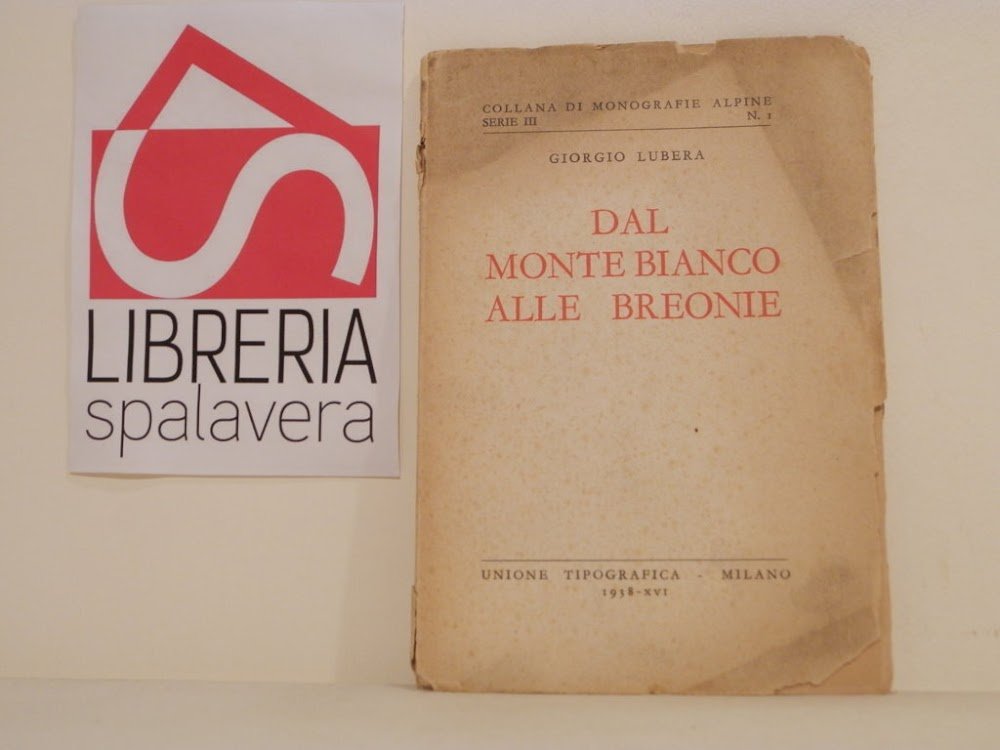 LIBRERIA
spalavera
COLLANA DI MONOGRAFIE ALPINE
SERIE III N. 1
GIORGIO LUBERA
DAL
MONTE BIANCO
ALLE BREONIE
UNIONE TIPOGRAFICA - MILANO
1938-XVI